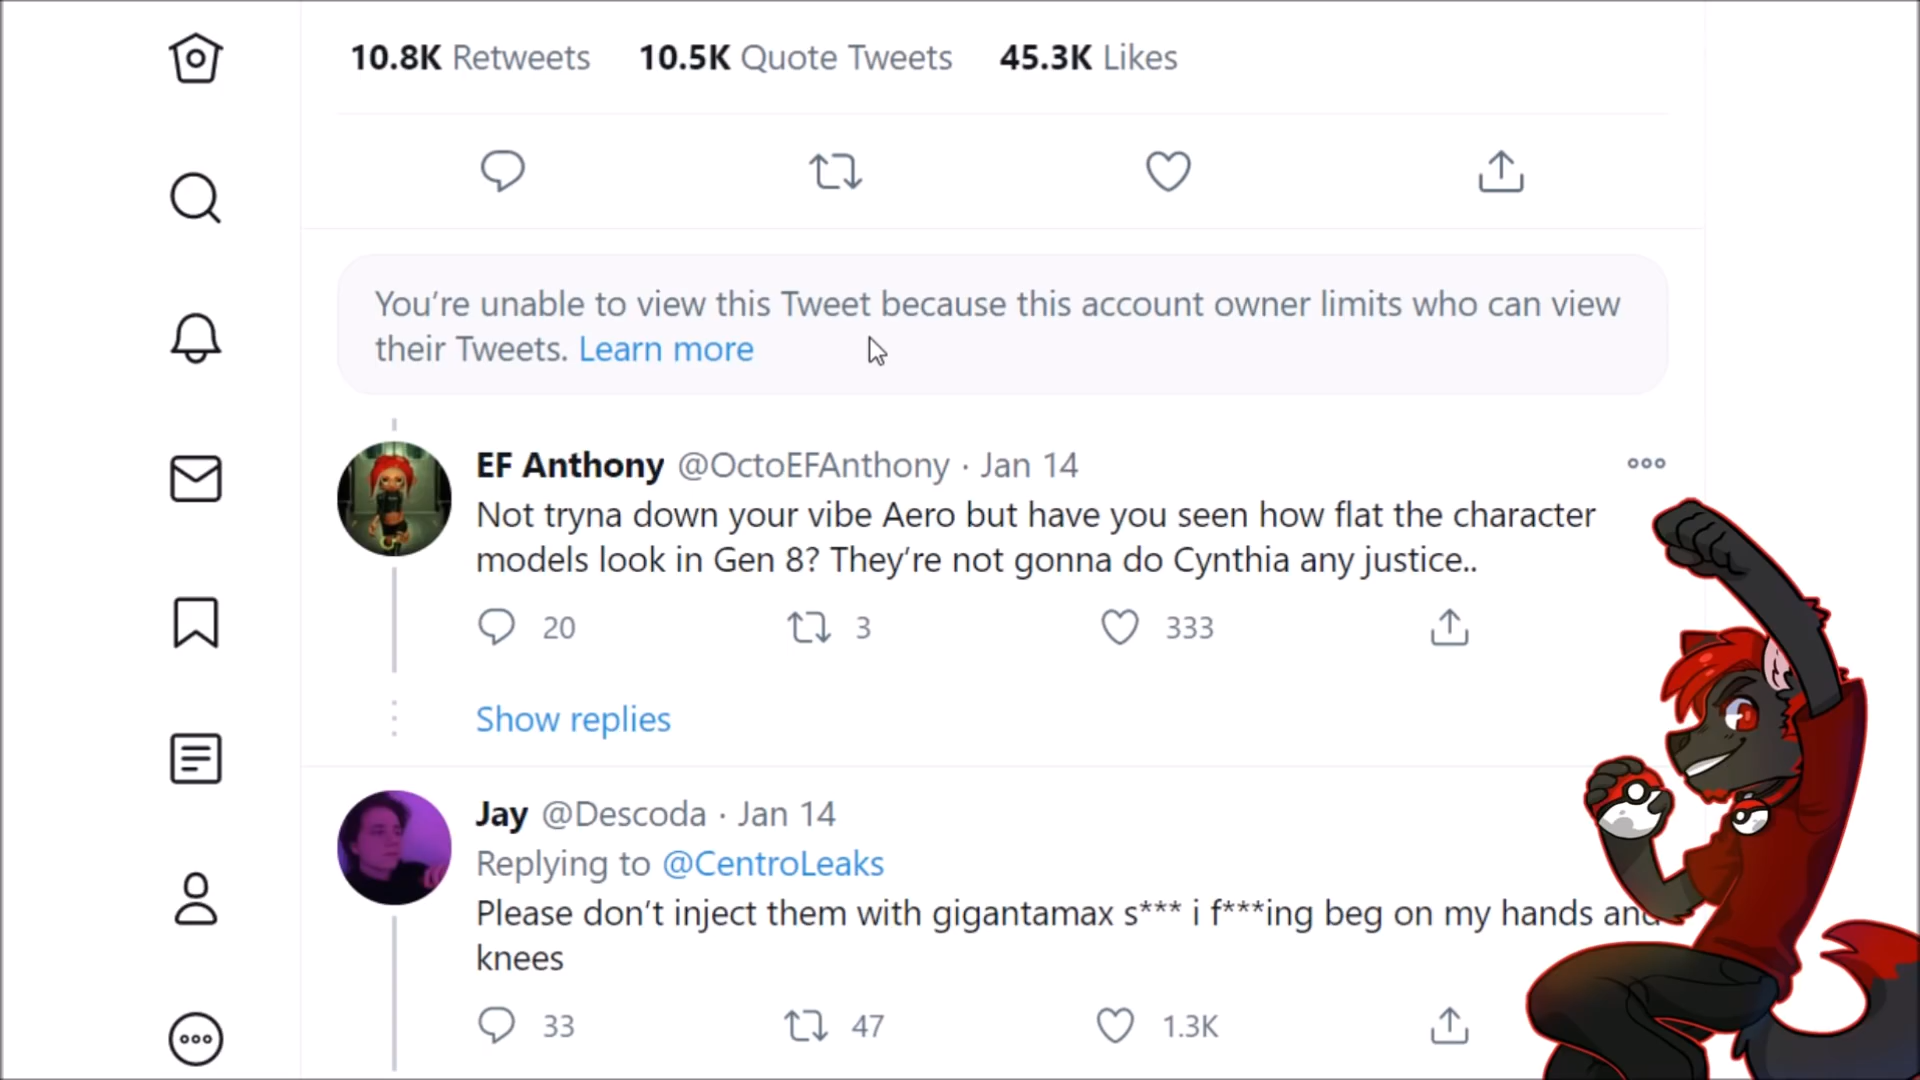 10.8K Retweets 10.5K Quote Tweets 45.3K Likes
You're unable to view this Tweet because this account owner limits who can view
their Tweets. Learn more
EF Anthony @OctoEFAnthony · Jan 14
Not tryna down your vibe Aero but have you seen how flat the character
models look in Gen 8? They're not gonna do Cynthia any justice..
20 3 333
Show replies
Jay @Descoda · Jan 14
Replying to @CentroLeaks
Please don't inject them with gigantamax s*** i f***ing beg on my hands and
knees
33 47 1.3K